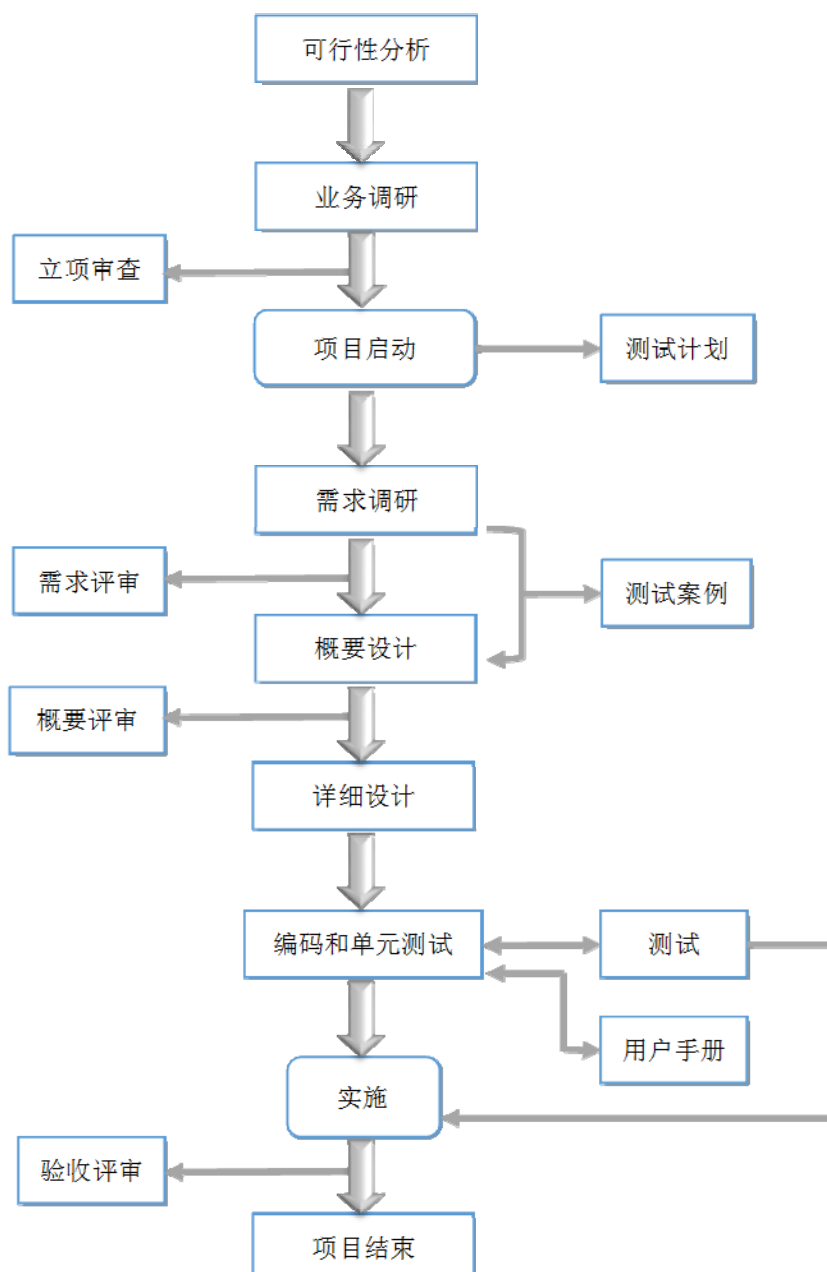 可行性分析
业务调研
立项审查
项目启动
测试计划
需求调研
需求评审
测试案例
概要设计
概要评审
详细设计
编码和单元测试
测试
用户手册
实施
验收评审
项目结束